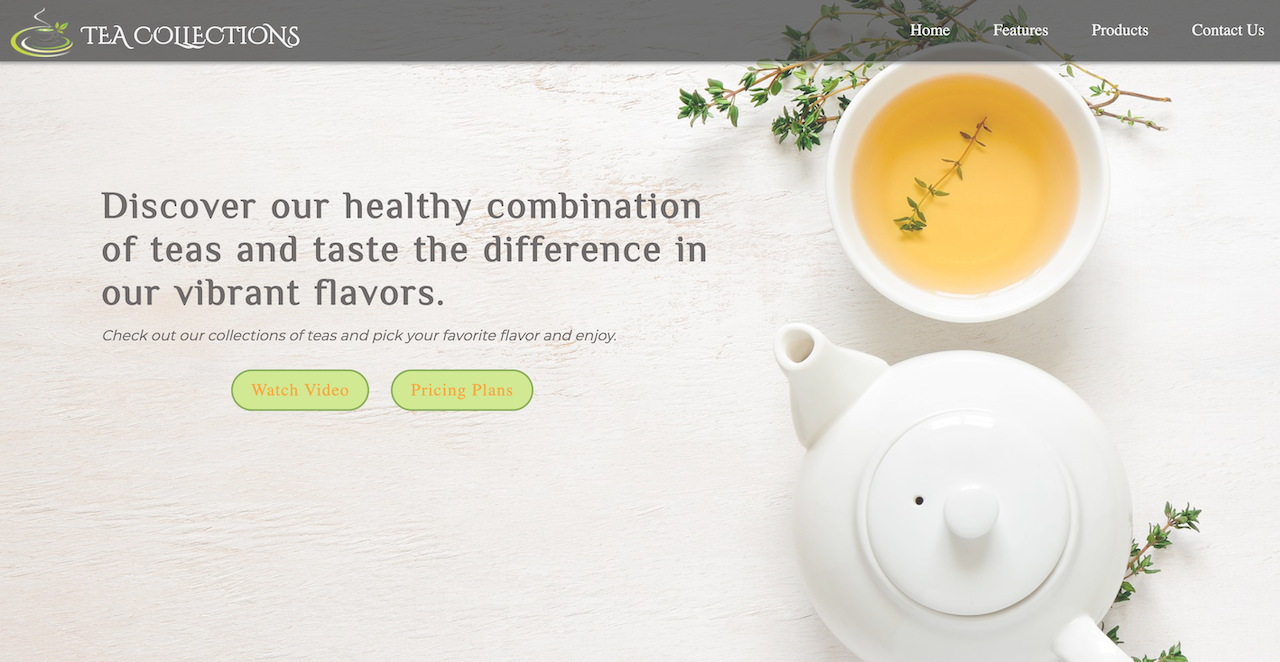 TEA COLLECTIONS
Home Features Products Contact Us
Discover our healthy combination
of teas and taste the difference in
our vibrant flavors.
Check out our collections of teas and pick your favorite flavor and enjoy.
Watch Video Pricing Plans